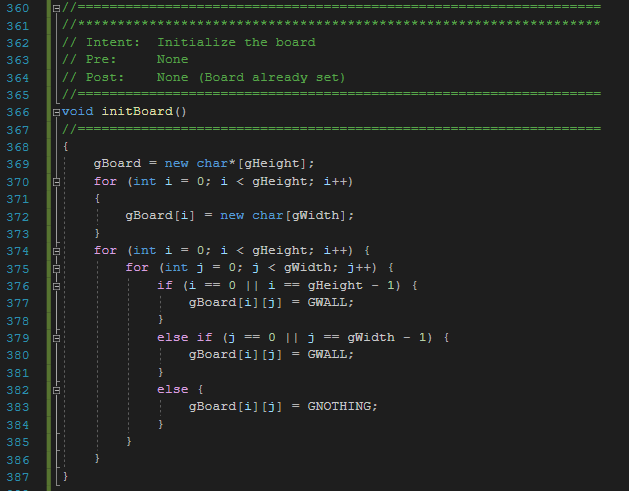 360 //==================================================================
361 //******************************************************************
362 // Intent:  Initialize the board
363 // Pre:     None
364 // Post:    None (Board already set)
365 //==================================================================
366 void initBoard()
367 //==================================================================
368 {
369     gBoard = new char*[gHeight];
370     for (int i = 0; i < gHeight; i++)
371     {
372         gBoard[i] = new char[gWidth];
373     }
374     for (int i = 0; i < gHeight; i++) {
375         for (int j = 0; j < gWidth; j++) {
376             if (i == 0 || i == gHeight - 1) {
377                 gBoard[i][j] = GWALL;
378             }
379             else if (j == 0 || j == gWidth - 1) {
380                 gBoard[i][j] = GWALL;
381             }
382             else {
383                 gBoard[i][j] = GNOTHING;
384             }
385         }
386     }
387 }